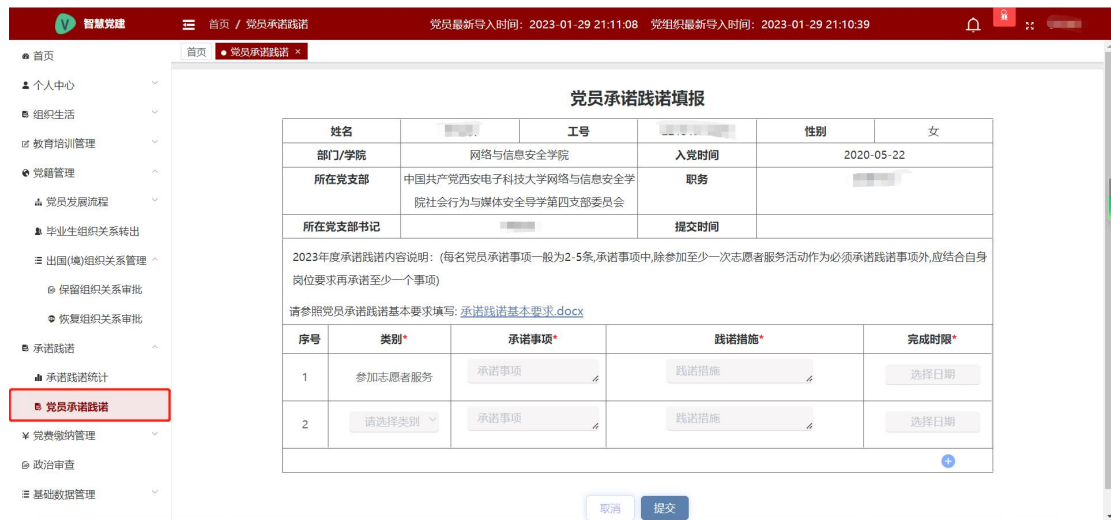 智慧党建
首页 / 党员承诺践诺
党员最新导入时间：2023-01-29 21:11:08 党组织最新导入时间：2023-01-29 21:10:39
首页
党员承诺践诺 ×
首页
个人中心
组织生活
教育培训管理
党籍管理
党员发展流程
毕业生组织关系转出
出国(境)组织关系管理
保留组织关系审批
恢复组织关系审批
承诺践诺
承诺践诺统计
党员承诺践诺
党费缴纳管理
政治审查
基础数据管理
党员承诺践诺填报
姓名 工号 性别 女
部门/学院 网络与信息安全学院 入党时间 2020-05-22
所在党支部 中国共产党西安电子科技大学网络与信息安全学 职务
院社会行为与媒体安全导学第四支部委员会
所在党支部书记 提交时间
2023年度承诺践诺内容说明：(每名党员承诺事项一般为2-5条,承诺事项中,除参加至少一次志愿者服务活动作为必须承诺践诺事项外,应结合自身
岗位要求再承诺至少一个事项)
请参照党员承诺践诺基本要求填写: 承诺践诺基本要求.docx
序号 类别* 承诺事项* 践诺措施* 完成时限*
1 参加志愿者服务 承诺事项 践诺措施 选择日期
2 请选择类别 承诺事项 践诺措施 选择日期
取消 提交